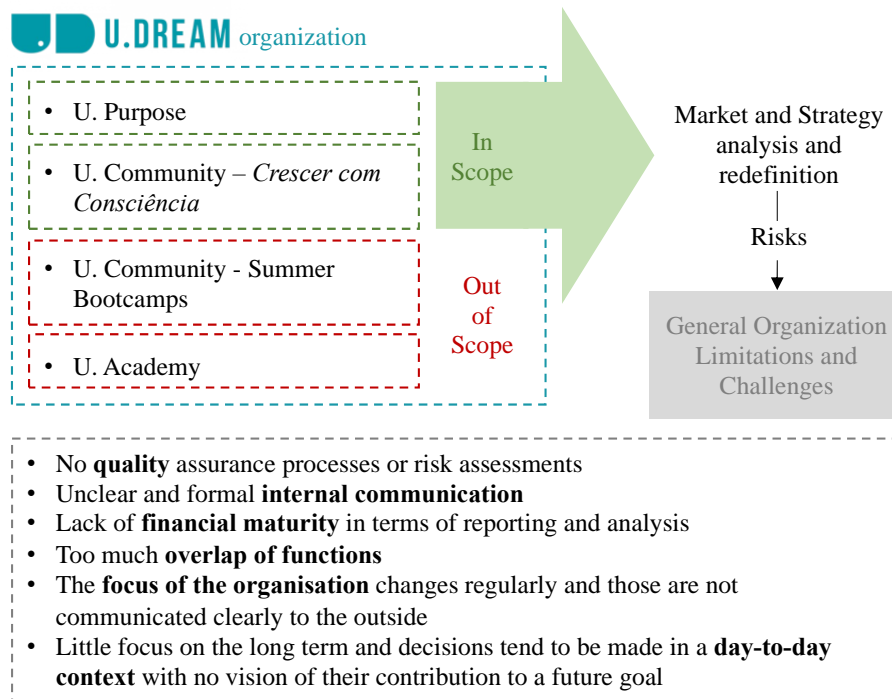 U.DREAM organization
• U. Purpose
• U. Community – Crescer com
Consciência
• U. Community - Summer
Bootcamps
• U. Academy
In
Scope
Out
of
Scope
Market and Strategy
analysis and
redefinition
Risks
General Organization
Limitations and
Challenges
• No quality assurance processes or risk assessments
• Unclear and formal internal communication
• Lack of financial maturity in terms of reporting and analysis
• Too much overlap of functions
• The focus of the organisation changes regularly and those are not
communicated clearly to the outside
• Little focus on the long term and decisions tend to be made in a day-to-day
context with no vision of their contribution to a future goal